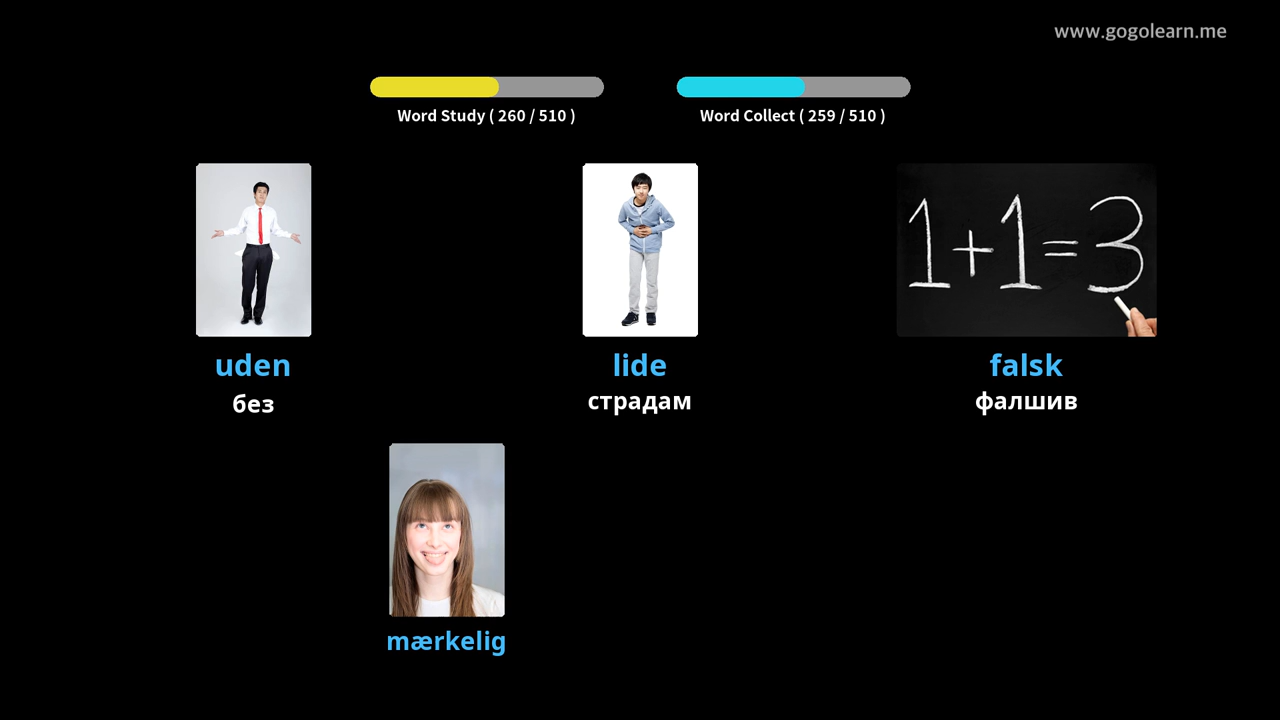 www.gogolearn.me
Word Study ( 260 / 510 )
Word Collect ( 259 / 510 )
1+1=3
uden
lide
falsk
без
страдам
фалшив
mærkelig